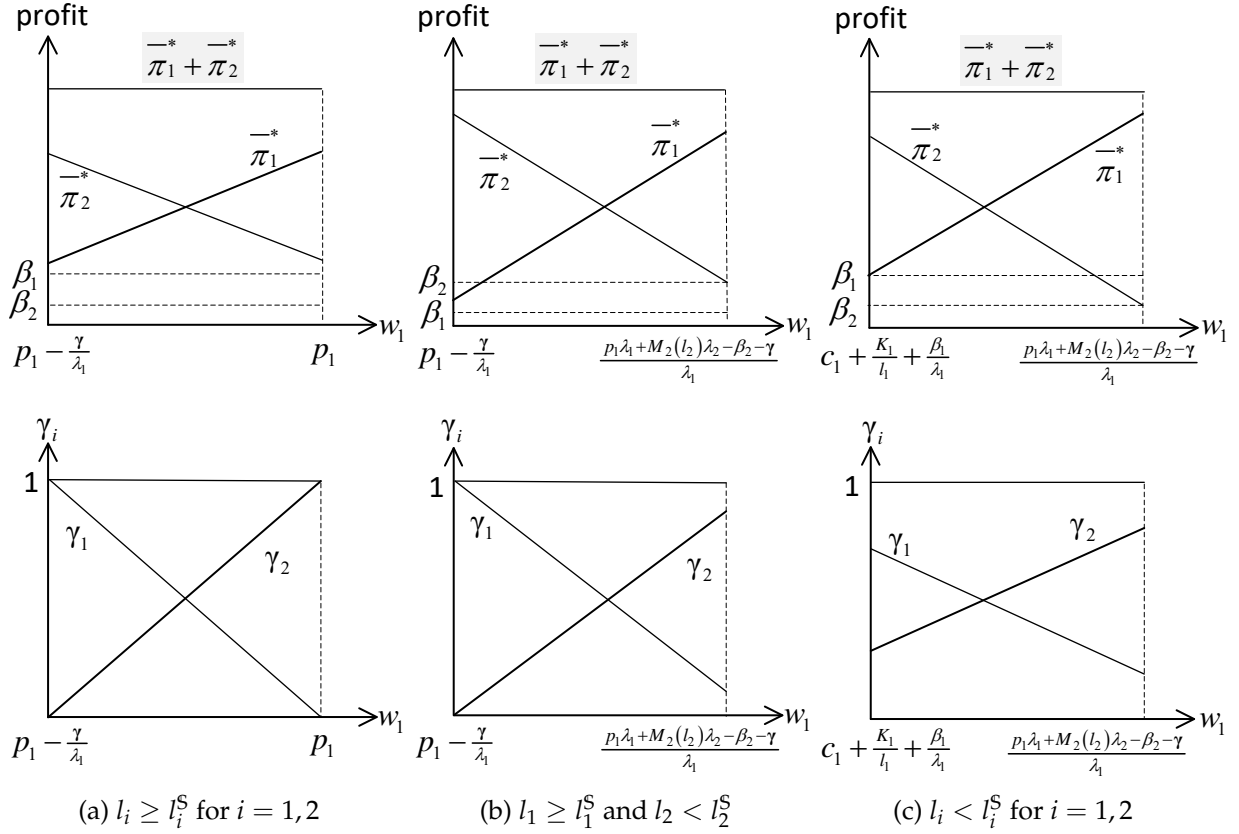 profit
π̅₁* + π̅₂*
π̅₁*
π̅₂*
β₁
β₂
w₁
p₁ − γ/λ₁
p₁
profit
π̅₁* + π̅₂*
π̅₁*
π̅₂*
β₂
β₁
w₁
p₁ − γ/λ₁
(p₁λ₁+M₂(l₂)λ₂−β₂−γ)/λ₁
profit
π̅₁* + π̅₂*
π̅₂*
π̅₁*
β₁
β₂
w₁
c₁ + K₁/l₁ + β₁/λ₁
(p₁λ₁+M₂(l₂)λ₂−β₂−γ)/λ₁
γᵢ
1
γ₁
γ₂
w₁
p₁ − γ/λ₁
p₁
γᵢ
1
γ₁
γ₂
w₁
p₁ − γ/λ₁
(p₁λ₁+M₂(l₂)λ₂−β₂−γ)/λ₁
γᵢ
1
γ₁
γ₂
w₁
c₁ + K₁/l₁ + β₁/λ₁
(p₁λ₁+M₂(l₂)λ₂−β₂−γ)/λ₁
(a) lᵢ ≥ lᵢˢ for i = 1,2
(b) l₁ ≥ l₁ˢ and l₂ < l₂ˢ
(c) lᵢ < lᵢˢ for i = 1,2